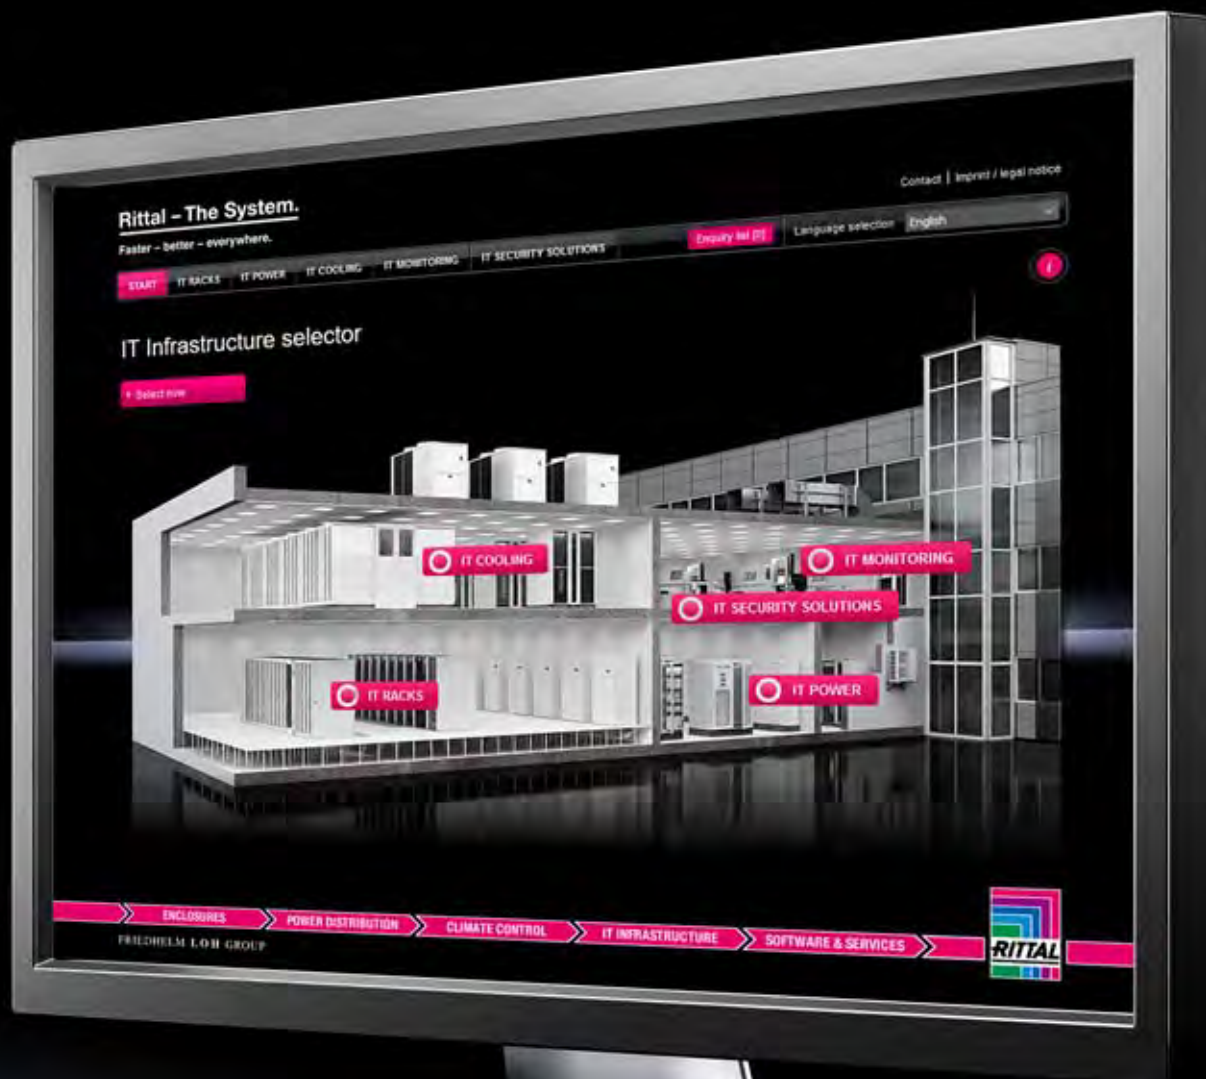 Contact | Imprint / legal notice
Rittal – The System.
Faster – better – everywhere.
Enquiry list [0]
Language selection
English
START
IT RACKS
IT POWER
IT COOLING
IT MONITORING
IT SECURITY SOLUTIONS
i
IT Infrastructure selector
Select now
IT COOLING
IT MONITORING
IT SECURITY SOLUTIONS
IT RACKS
IT POWER
ENCLOSURES
POWER DISTRIBUTION
CLIMATE CONTROL
IT INFRASTRUCTURE
SOFTWARE & SERVICES
FRIEDHELM LOH GROUP
RITTAL